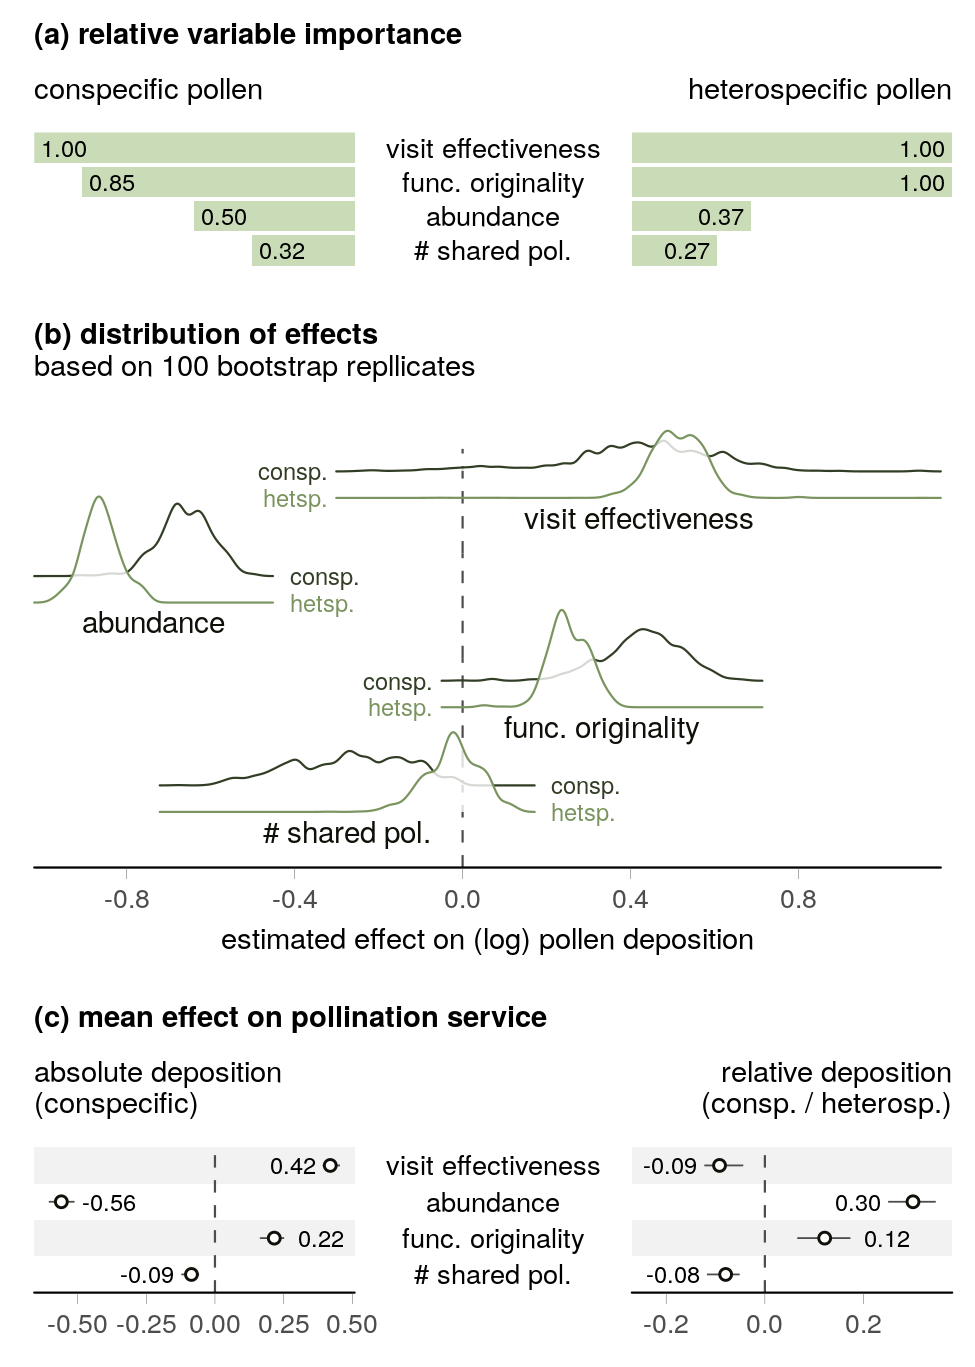 (a) relative variable importance
conspecific pollen
heterospecific pollen
1.00 visit effectiveness 1.00
0.85 func. originality 1.00
0.50 abundance 0.37
0.32 # shared pol. 0.27
(b) distribution of effects
based on 100 bootstrap repllicates
consp.
hetsp.
visit effectiveness
consp.
hetsp.
abundance
consp.
hetsp.
func. originality
consp.
hetsp.
# shared pol.
-0.8 -0.4 0.0 0.4 0.8
estimated effect on (log) pollen deposition
(c) mean effect on pollination service
absolute deposition
(conspecific)
relative deposition
(consp. / heterosp.)
0.42 visit effectiveness -0.09
-0.56 abundance 0.30
0.22 func. originality 0.12
-0.09 # shared pol. -0.08
-0.50 -0.25 0.00 0.25 0.50
-0.2 0.0 0.2